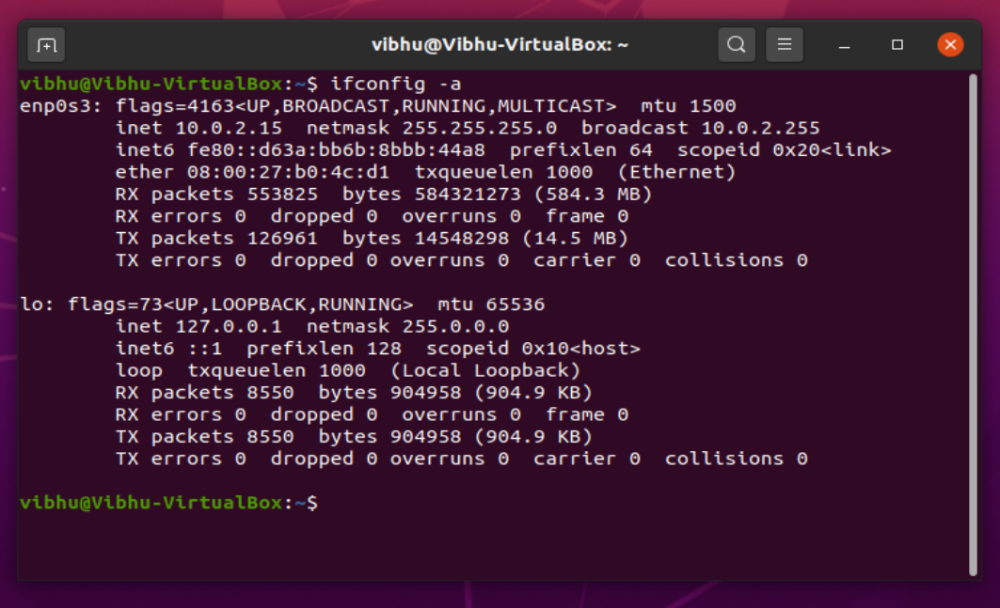 vibhu@Vibhu-VirtualBox: ~
vibhu@Vibhu-VirtualBox:~$ ifconfig -a
enp0s3: flags=4163<UP,BROADCAST,RUNNING,MULTICAST>  mtu 1500
        inet 10.0.2.15  netmask 255.255.255.0  broadcast 10.0.2.255
        inet6 fe80::d63a:bb6b:8bbb:44a8  prefixlen 64  scopeid 0x20<link>
        ether 08:00:27:b0:4c:d1  txqueuelen 1000  (Ethernet)
        RX packets 553825  bytes 584321273 (584.3 MB)
        RX errors 0  dropped 0  overruns 0  frame 0
        TX packets 126961  bytes 14548298 (14.5 MB)
        TX errors 0  dropped 0 overruns 0  carrier 0  collisions 0

lo: flags=73<UP,LOOPBACK,RUNNING>  mtu 65536
        inet 127.0.0.1  netmask 255.0.0.0
        inet6 ::1  prefixlen 128  scopeid 0x10<host>
        loop  txqueuelen 1000  (Local Loopback)
        RX packets 8550  bytes 904958 (904.9 KB)
        RX errors 0  dropped 0  overruns 0  frame 0
        TX packets 8550  bytes 904958 (904.9 KB)
        TX errors 0  dropped 0 overruns 0  carrier 0  collisions 0

vibhu@Vibhu-VirtualBox:~$